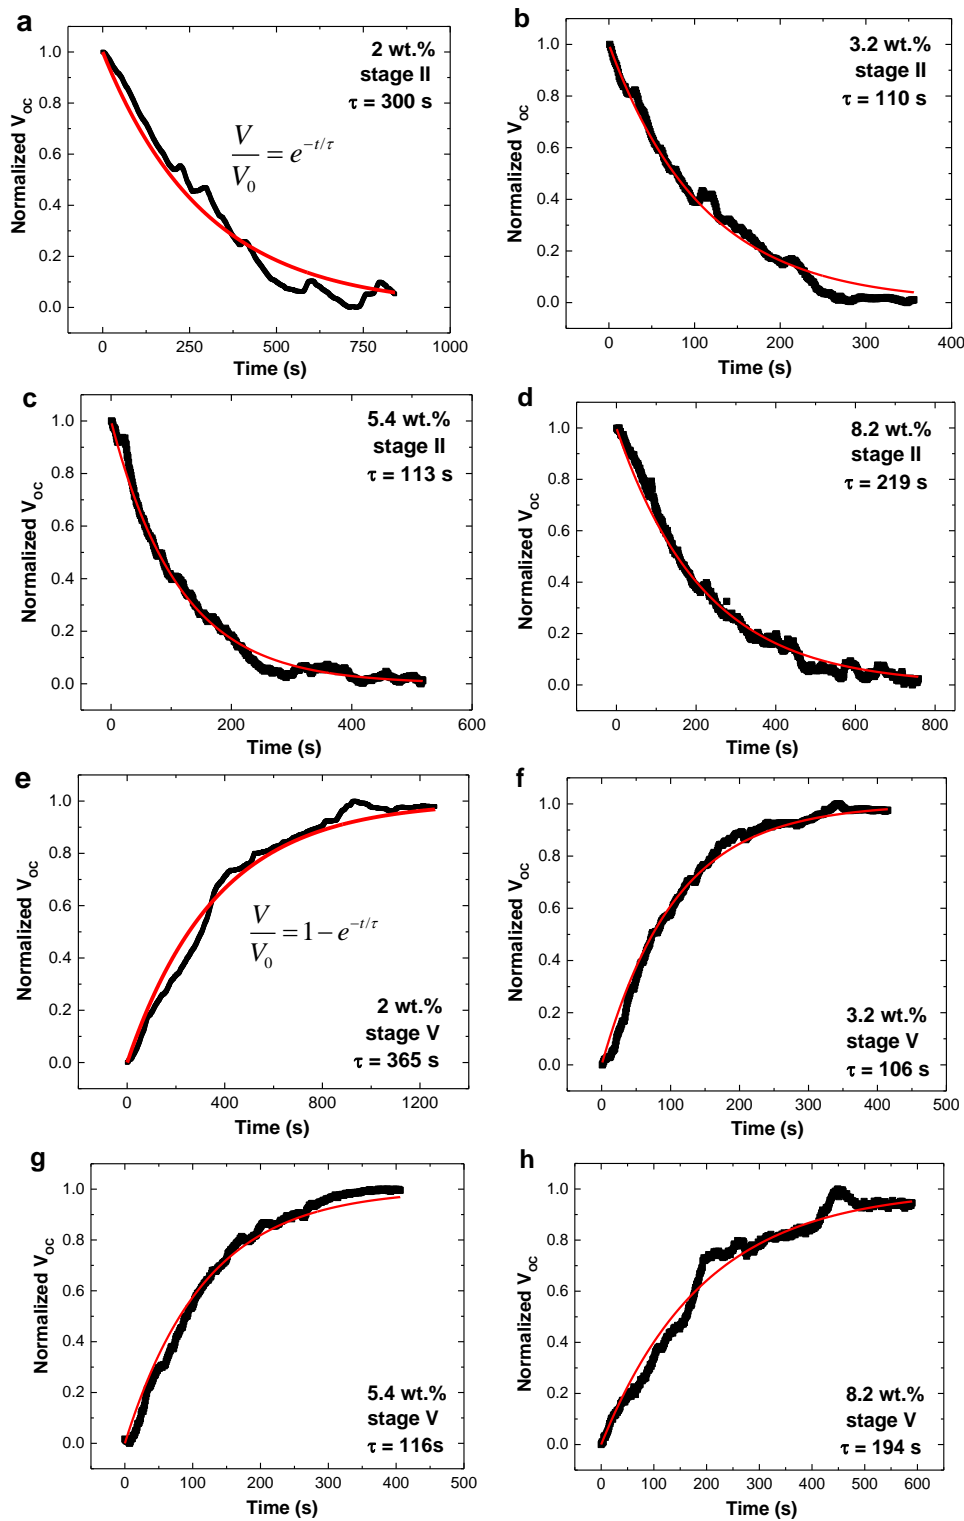 a
2 wt.%
stage II
τ = 300 s
V/V₀ = e^{-t/τ}
Normalized V_OC
1.0
0.8
0.6
0.4
0.2
0.0
0 250 500 750 1000
Time (s)
b
3.2 wt.%
stage II
τ = 110 s
Normalized V_OC
1.0
0.8
0.6
0.4
0.2
0.0
0 100 200 300 400
Time (s)
c
5.4 wt.%
stage II
τ = 113 s
Normalized V_OC
1.0
0.8
0.6
0.4
0.2
0.0
0 200 400 600
Time (s)
d
8.2 wt.%
stage II
τ = 219 s
Normalized V_OC
1.0
0.8
0.6
0.4
0.2
0.0
0 200 400 600 800
Time (s)
e
Normalized V_OC
1.0
0.8
0.6
0.4
0.2
0.0
V/V₀ = 1 − e^{-t/τ}
2 wt.%
stage V
τ = 365 s
0 400 800 1200
Time (s)
f
Normalized V_OC
1.0
0.8
0.6
0.4
0.2
0.0
3.2 wt.%
stage V
τ = 106 s
0 100 200 300 400 500
Time (s)
g
Normalized V_OC
1.0
0.8
0.6
0.4
0.2
0.0
5.4 wt.%
stage V
τ = 116s
0 100 200 300 400 500
Time (s)
h
Normalized V_OC
1.0
0.8
0.6
0.4
0.2
0.0
8.2 wt.%
stage V
τ = 194 s
0 100 200 300 400 500 600
Time (s)